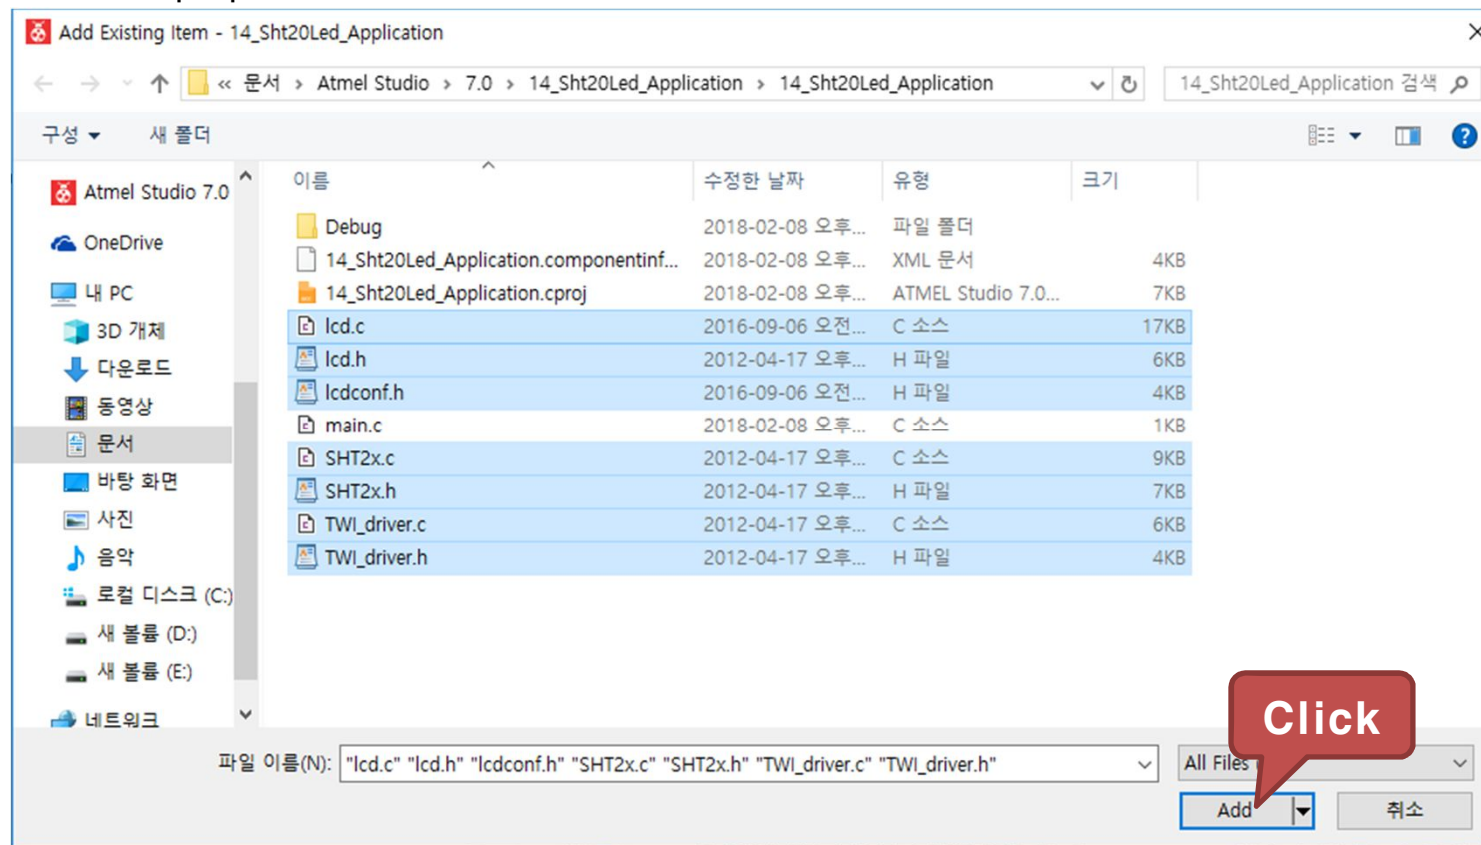 Add Existing Item - 14_Sht20Led_Application
« 문서 › Atmel Studio › 7.0 › 14_Sht20Led_Application › 14_Sht20Led_Application
14_Sht20Led_Application 검색
구성
새 폴더
이름 수정한 날짜 유형 크기
Atmel Studio 7.0
OneDrive
내 PC
3D 개체
다운로드
동영상
문서
바탕 화면
사진
음악
로컬 디스크 (C:)
새 볼륨 (D:)
새 볼륨 (E:)
네트워크
Debug 2018-02-08 오후... 파일 폴더
14_Sht20Led_Application.componentinf... 2018-02-08 오후... XML 문서 4KB
14_Sht20Led_Application.cproj 2018-02-08 오후... ATMEL Studio 7.0... 7KB
lcd.c 2016-09-06 오전... C 소스 17KB
lcd.h 2012-04-17 오후... H 파일 6KB
lcdconf.h 2016-09-06 오전... H 파일 4KB
main.c 2018-02-08 오후... C 소스 1KB
SHT2x.c 2012-04-17 오후... C 소스 9KB
SHT2x.h 2012-04-17 오후... H 파일 7KB
TWI_driver.c 2012-04-17 오후... C 소스 6KB
TWI_driver.h 2012-04-17 오후... H 파일 4KB
Click
파일 이름(N): "lcd.c" "lcd.h" "lcdconf.h" "SHT2x.c" "SHT2x.h" "TWI_driver.c" "TWI_driver.h"
All Files
Add
취소